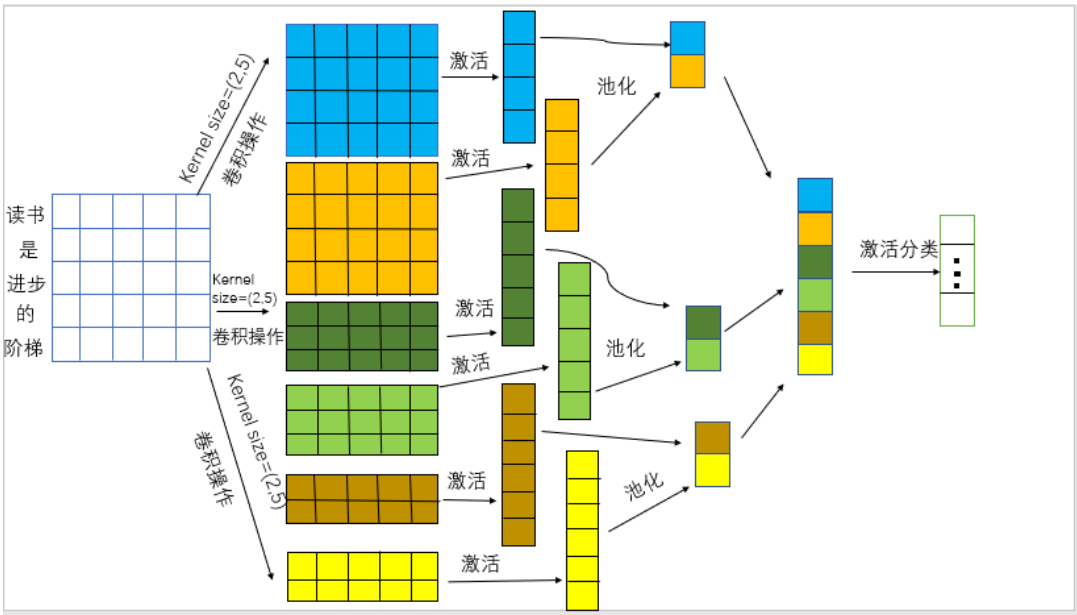 读书
是
进步
的
阶梯
Kernel size=(2,5)
卷积操作
Kernel
size=(2,5)
卷积操作
Kernel size=(2,5)
卷积操作
激活
激活
激活
激活
激活
激活
池化
池化
池化
激活分类